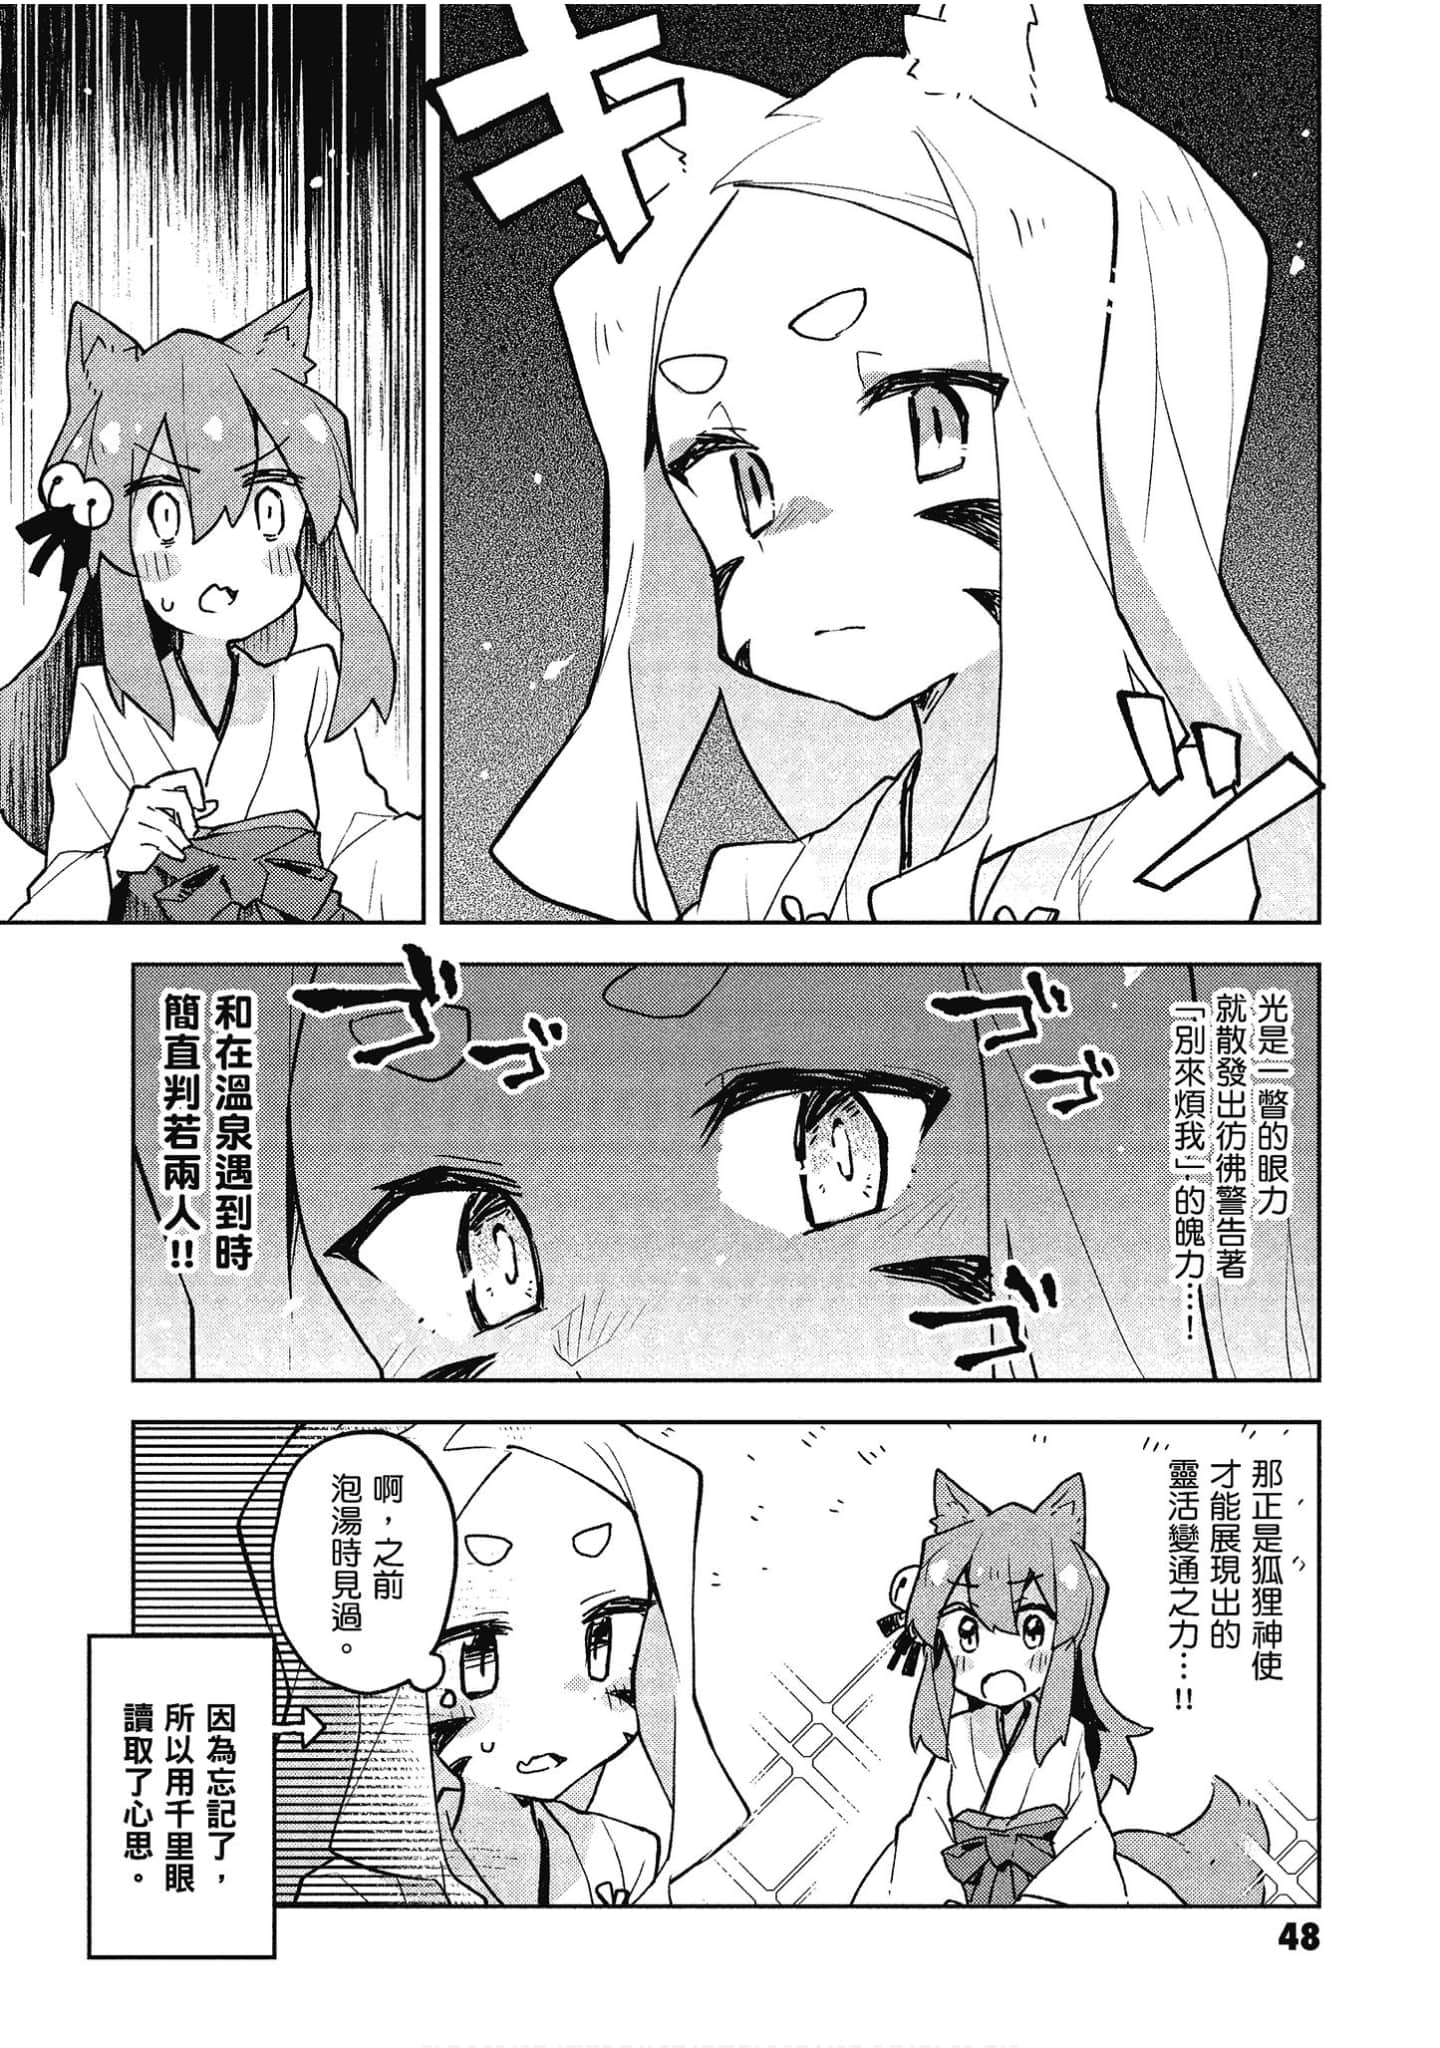 キッ
光是一瞥的眼力
就散發出彷彿警告著
「別來煩我」的魄力⋯!
ゴゴ
ゴ
ゴゴ
和在溫泉遇到時
簡直判若兩人!!
那正是狐狸神使
才能展現出的
靈活變通之力⋯!!
啊,之前
泡湯時見過。
因為忘記了,
所以用千里眼
讀取了心思。
48